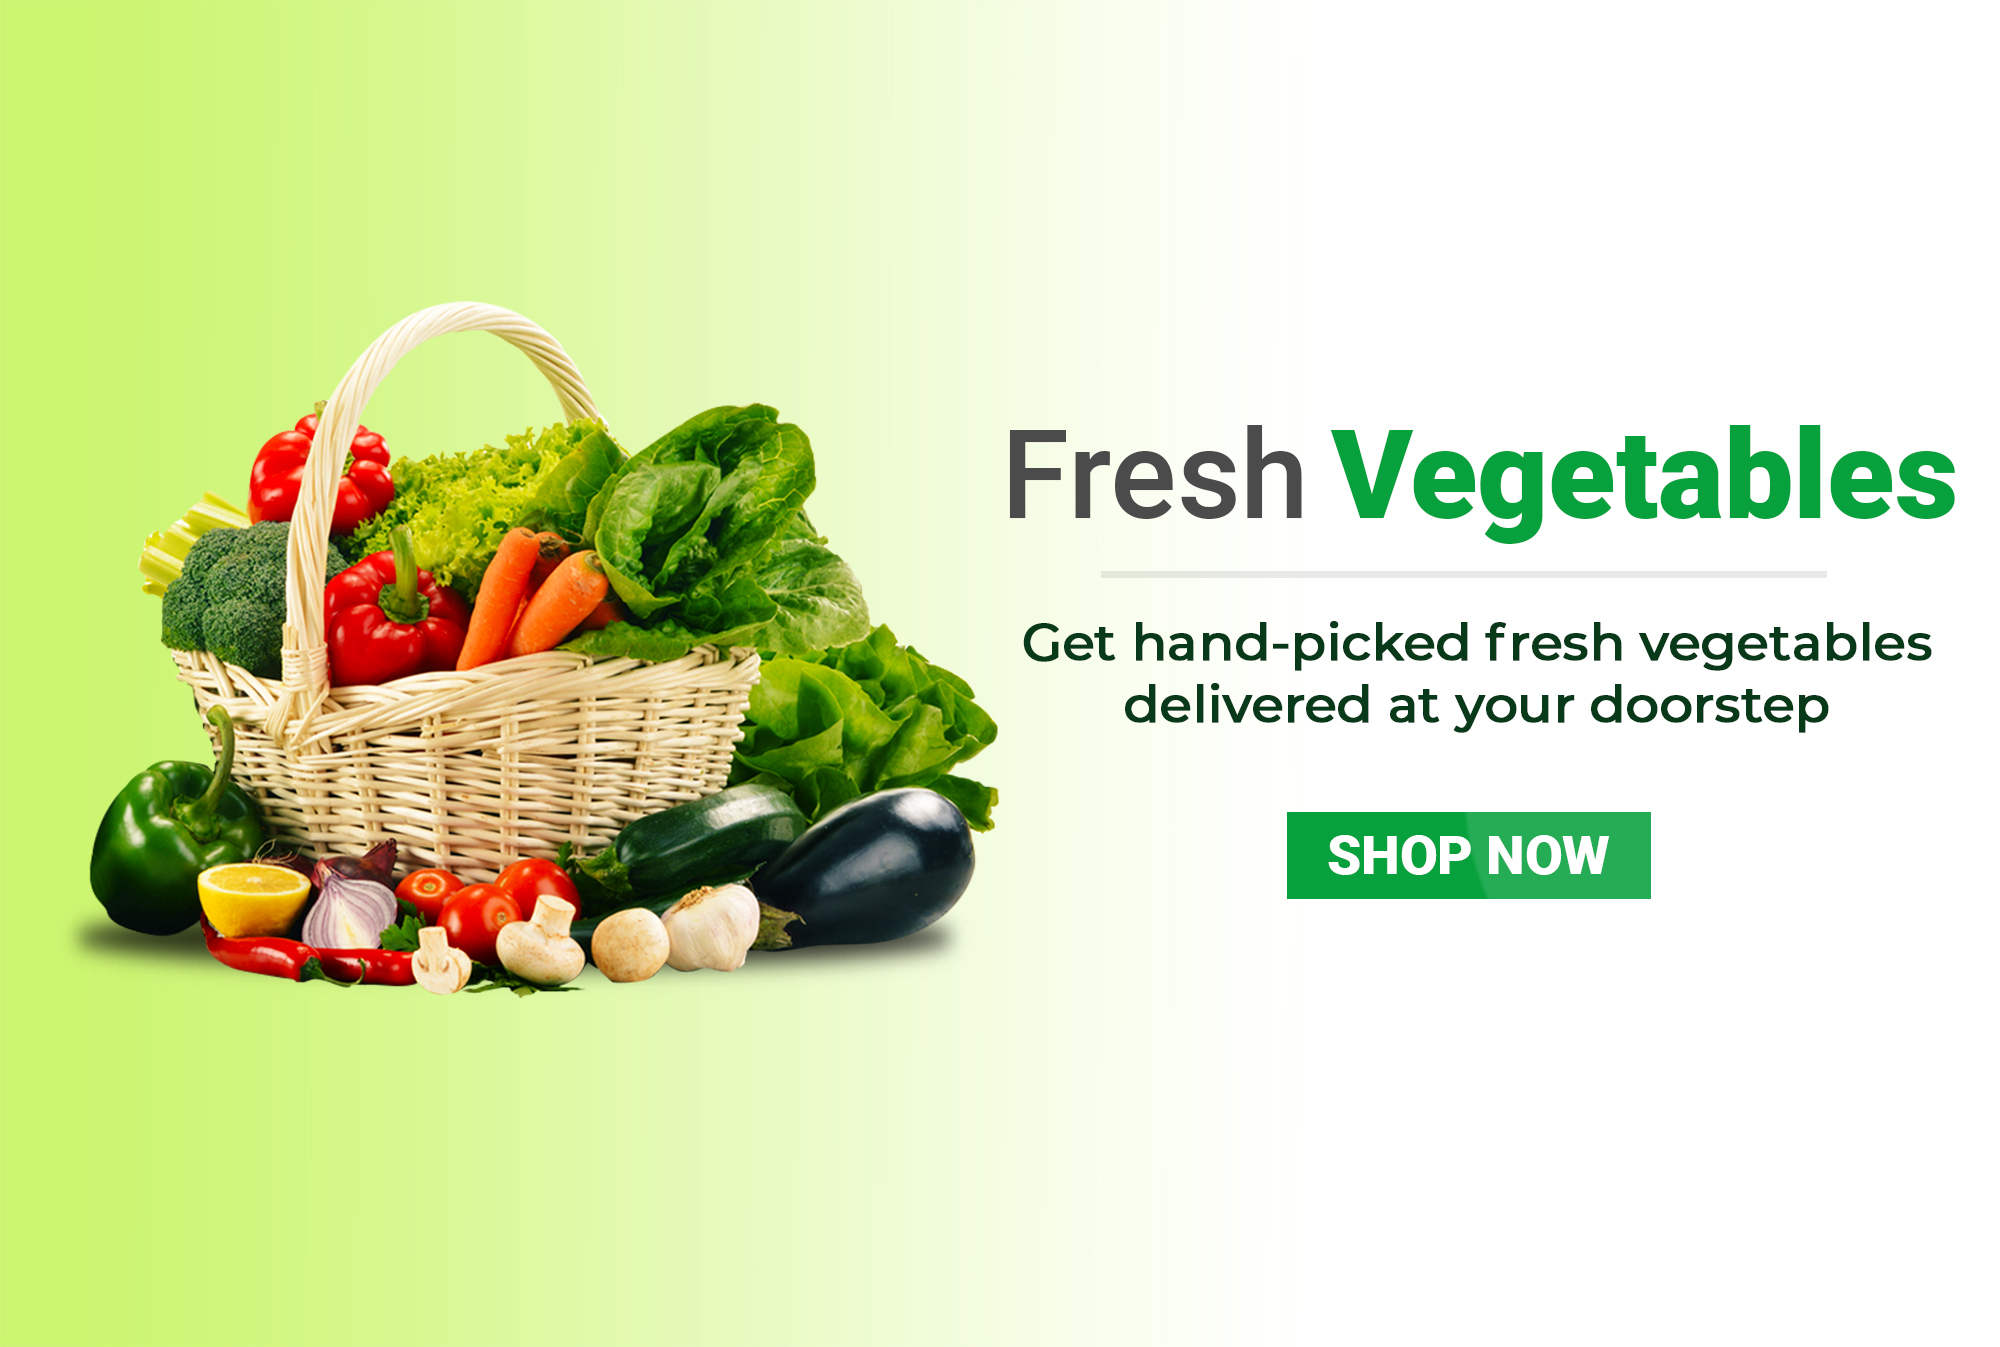 Fresh Vegetables
Get hand-picked fresh vegetables
delivered at your doorstep
SHOP NOW